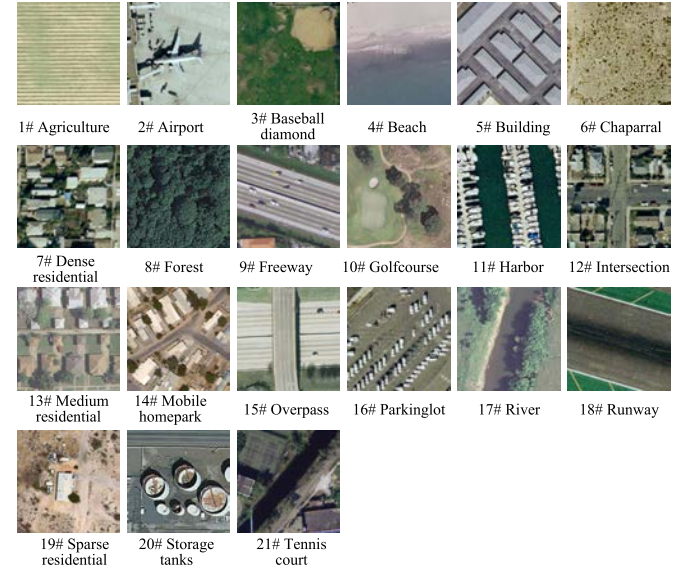 1# Agriculture
2# Airport
3# Baseball
diamond
4# Beach
5# Building
6# Chaparral
7# Dense
residential
8# Forest
9# Freeway
10# Golfcourse
11# Harbor
12# Intersection
13# Medium
residential
14# Mobile
homepark
15# Overpass
16# Parkinglot
17# River
18# Runway
19# Sparse
residential
20# Storage
tanks
21# Tennis
court